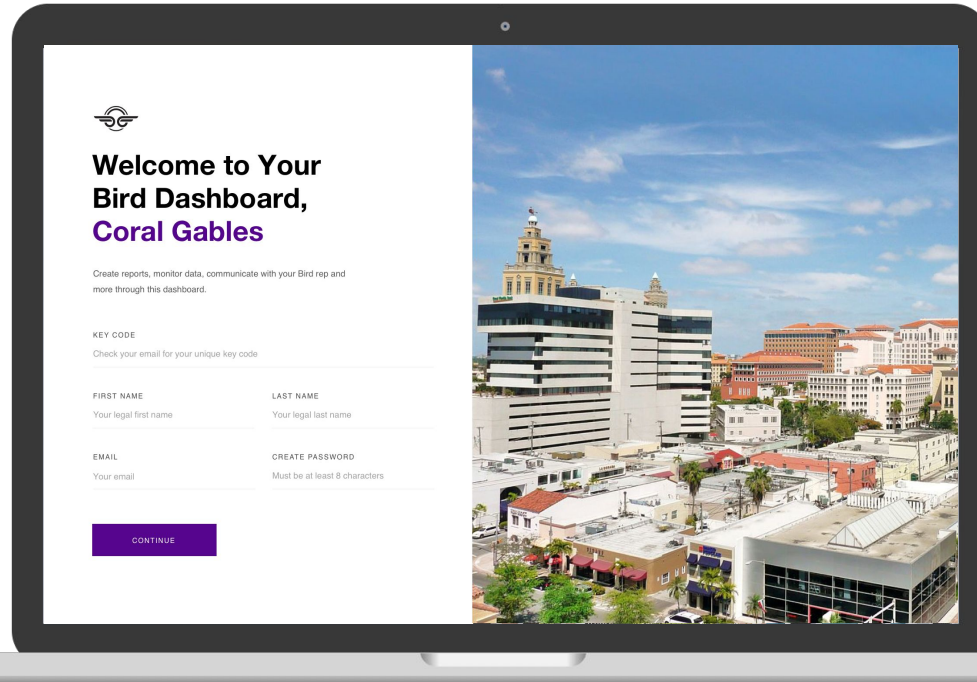 Welcome to Your
Bird Dashboard,
Coral Gables
Create reports, monitor data, communicate with your Bird rep and
more through this dashboard.
KEY CODE
Check your email for your unique key code
FIRST NAME
LAST NAME
Your legal first name
Your legal last name
EMAIL
CREATE PASSWORD
Your email
Must be at least 8 characters
CONTINUE